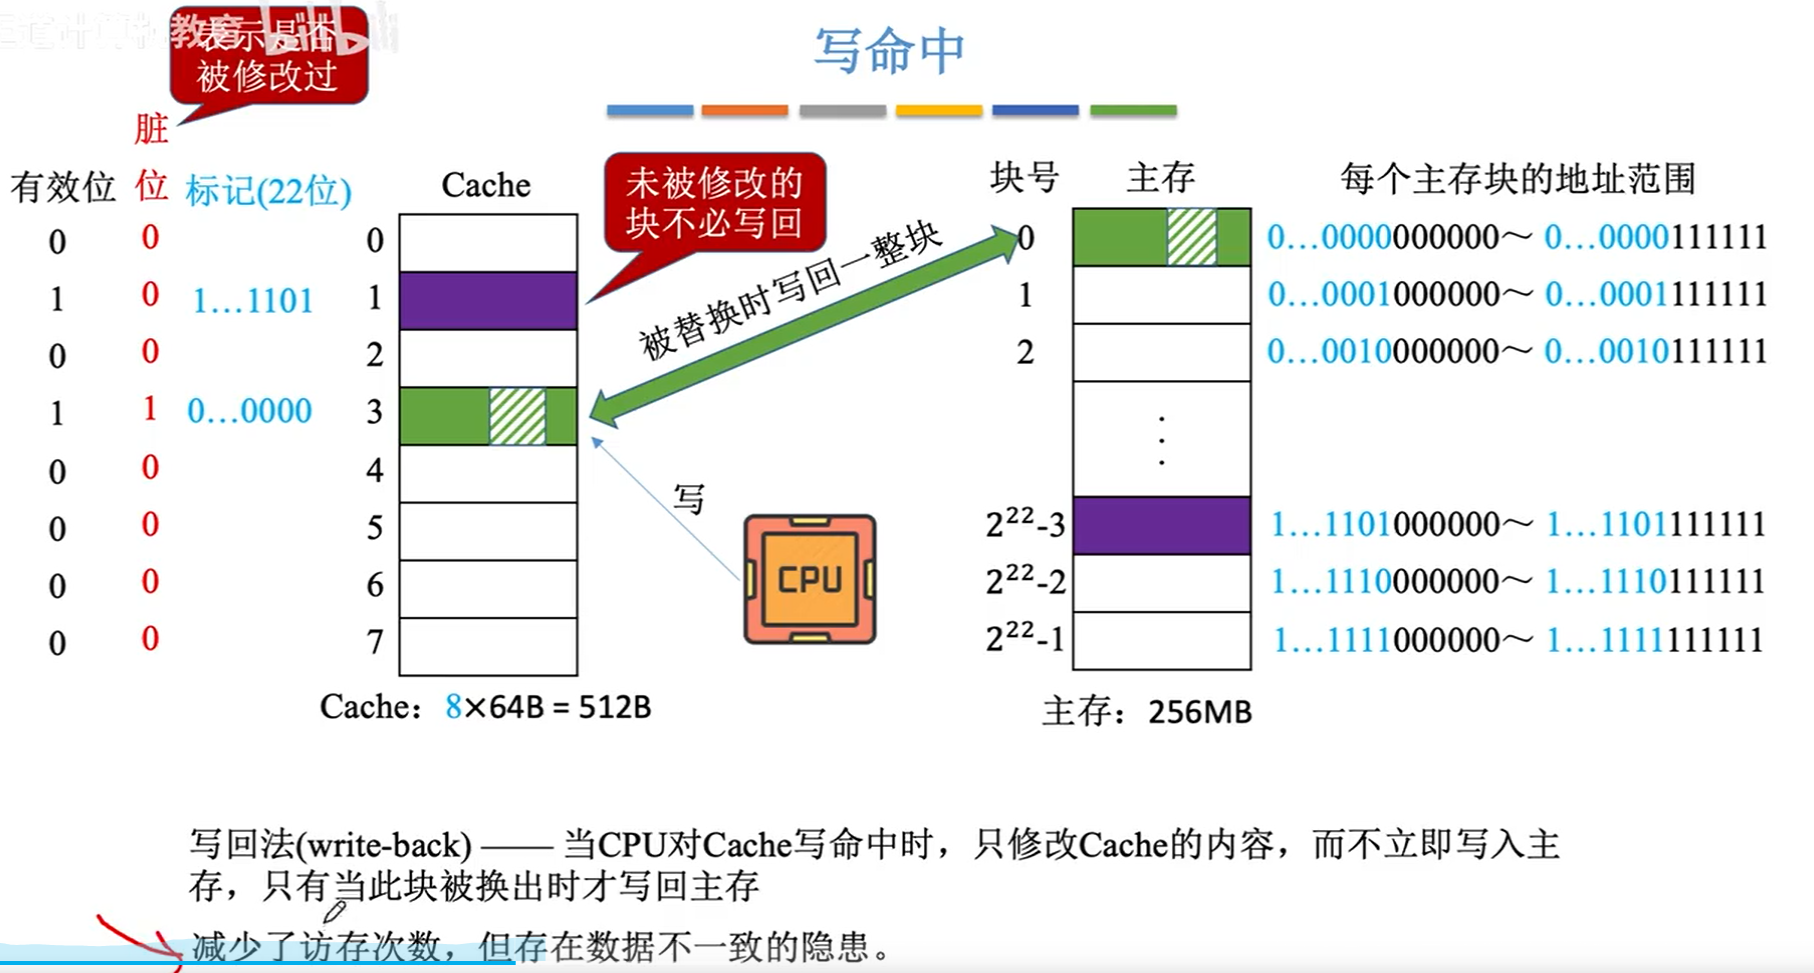 写命中
表示是否
被修改过
脏
有效位 位 标记(22位) Cache
未被修改的
块不必写回
块号 主存 每个主存块的地址范围
0 0 0 0 0…0000000000～ 0…0000111111
1 0 1…1101 1 1 0…0001000000～ 0…0001111111
0 0 2 2 0…0010000000～ 0…0010111111
被替换时写回一整块
1 1 0…0000 3
0 0 4
写
0 0 5 2²²-3 1…1101000000～ 1…1101111111
CPU
0 0 6 2²²-2 1…1110000000～ 1…1110111111
0 0 7 2²²-1 1…1111000000～ 1…1111111111
Cache：8×64B = 512B
主存：256MB
写回法(write-back) —— 当CPU对Cache写命中时，只修改Cache的内容，而不立即写入主
存，只有当此块被换出时才写回主存
减少了访存次数，但存在数据不一致的隐患。